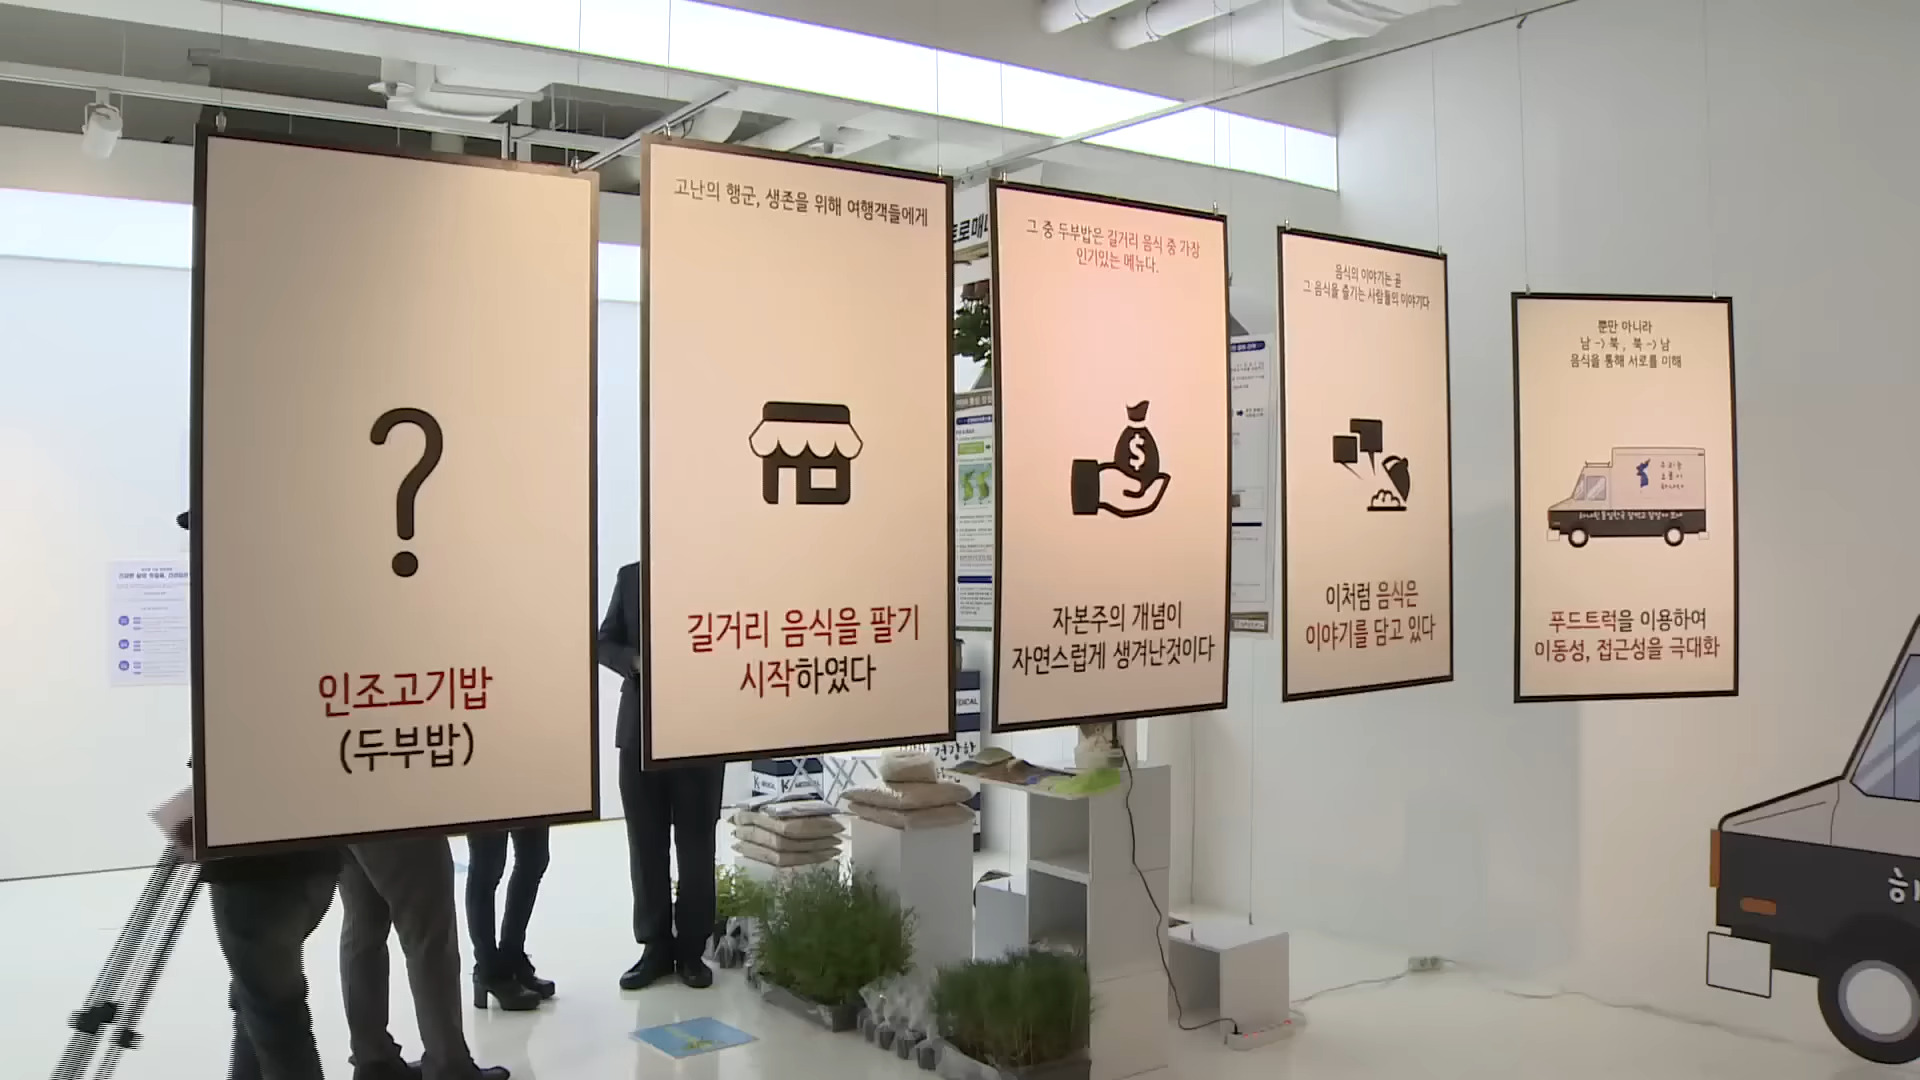 인조고기밥
(두부밥)
고난의 행군, 생존을 위해 여행객들에게
길거리 음식을 팔기
시작하였다
그 중 두부밥은 길거리 음식 중 가장
인기있는 메뉴다.
자본주의 개념이
자연스럽게 생겨난것이다
음식의 이야기는 곧
그 음식을 즐기는 사람들의 이야기다
이처럼 음식은
이야기를 담고 있다
뿐만 아니라
남 -> 북, 북 -> 남
음식을 통해 서로를 이해
푸드트럭을 이용하여
이동성, 접근성을 극대화
건강한